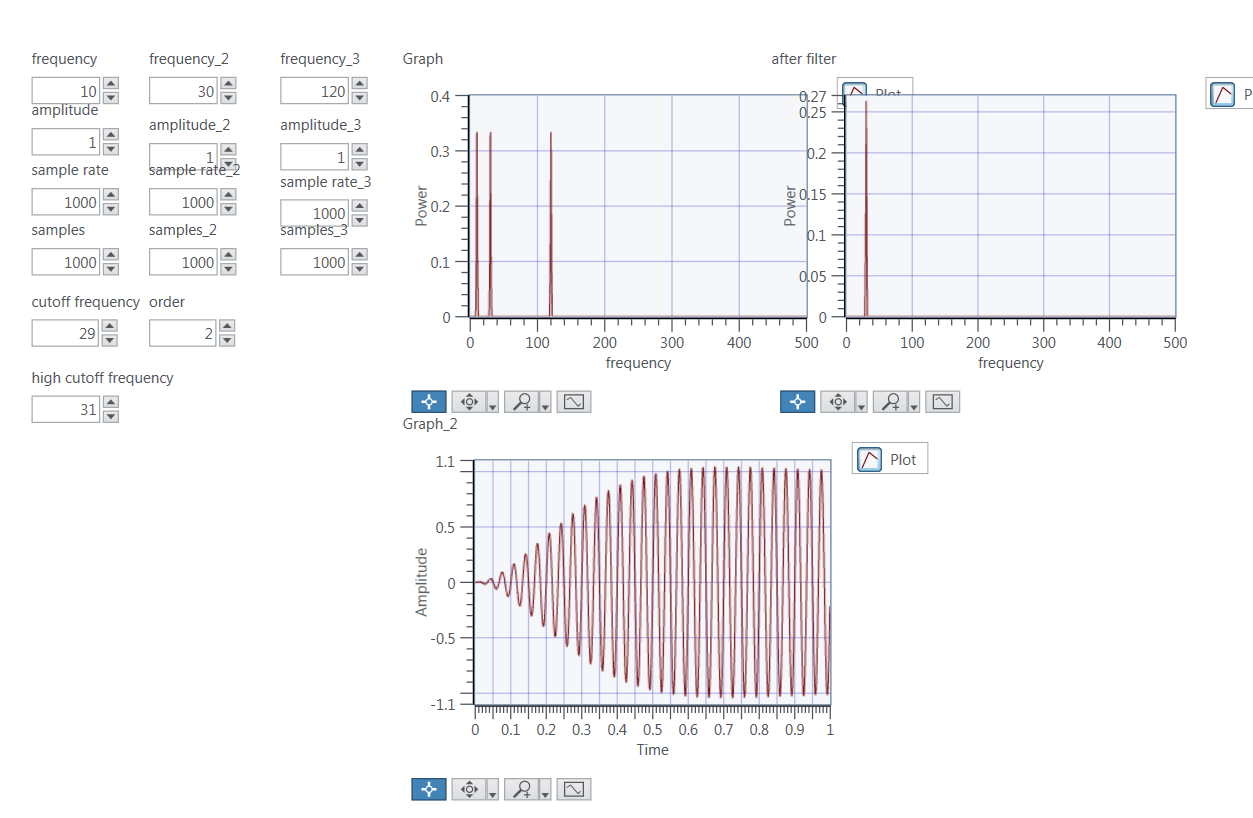 frequency frequency_2 frequency_3 Graph after filter
10 30 120 Plot P
amplitude amplitude_2 amplitude_3
1 1 1
sample rate sample rate_2 sample rate_3
1000 1000 1000
samples samples_2 samples_3
1000 1000 1000
cutoff frequency order
29 2
high cutoff frequency
31
0.4
0.3
0.2
0.1
0
Power
0 100 200 300 400 500
frequency
0.27
0.25
0.2
0.15
0.1
0.05
0
Power
0 100 200 300 400 500
frequency
Graph_2
Plot
1.1
0.5
0
-0.5
-1.1
Amplitude
0 0.1 0.2 0.3 0.4 0.5 0.6 0.7 0.8 0.9 1
Time